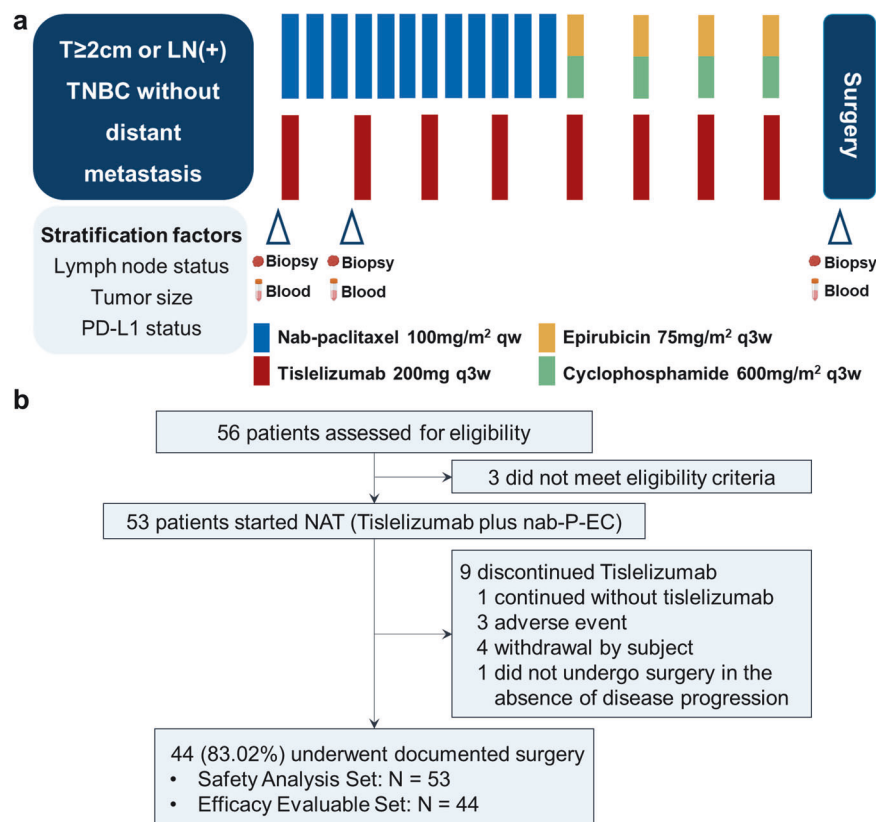 a
T≥2cm or LN(+)
TNBC without
distant
metastasis
Surgery
Stratification factors
Lymph node status
Tumor size
PD-L1 status
Biopsy
Blood
Biopsy
Blood
Biopsy
Blood
Nab-paclitaxel 100mg/m² qw
Epirubicin 75mg/m² q3w
Tislelizumab 200mg q3w
Cyclophosphamide 600mg/m² q3w
b
56 patients assessed for eligibility
3 did not meet eligibility criteria
53 patients started NAT (Tislelizumab plus nab-P-EC)
9 discontinued Tislelizumab
1 continued without tislelizumab
3 adverse event
4 withdrawal by subject
1 did not undergo surgery in the
absence of disease progression
44 (83.02%) underwent documented surgery
• Safety Analysis Set: N = 53
• Efficacy Evaluable Set: N = 44